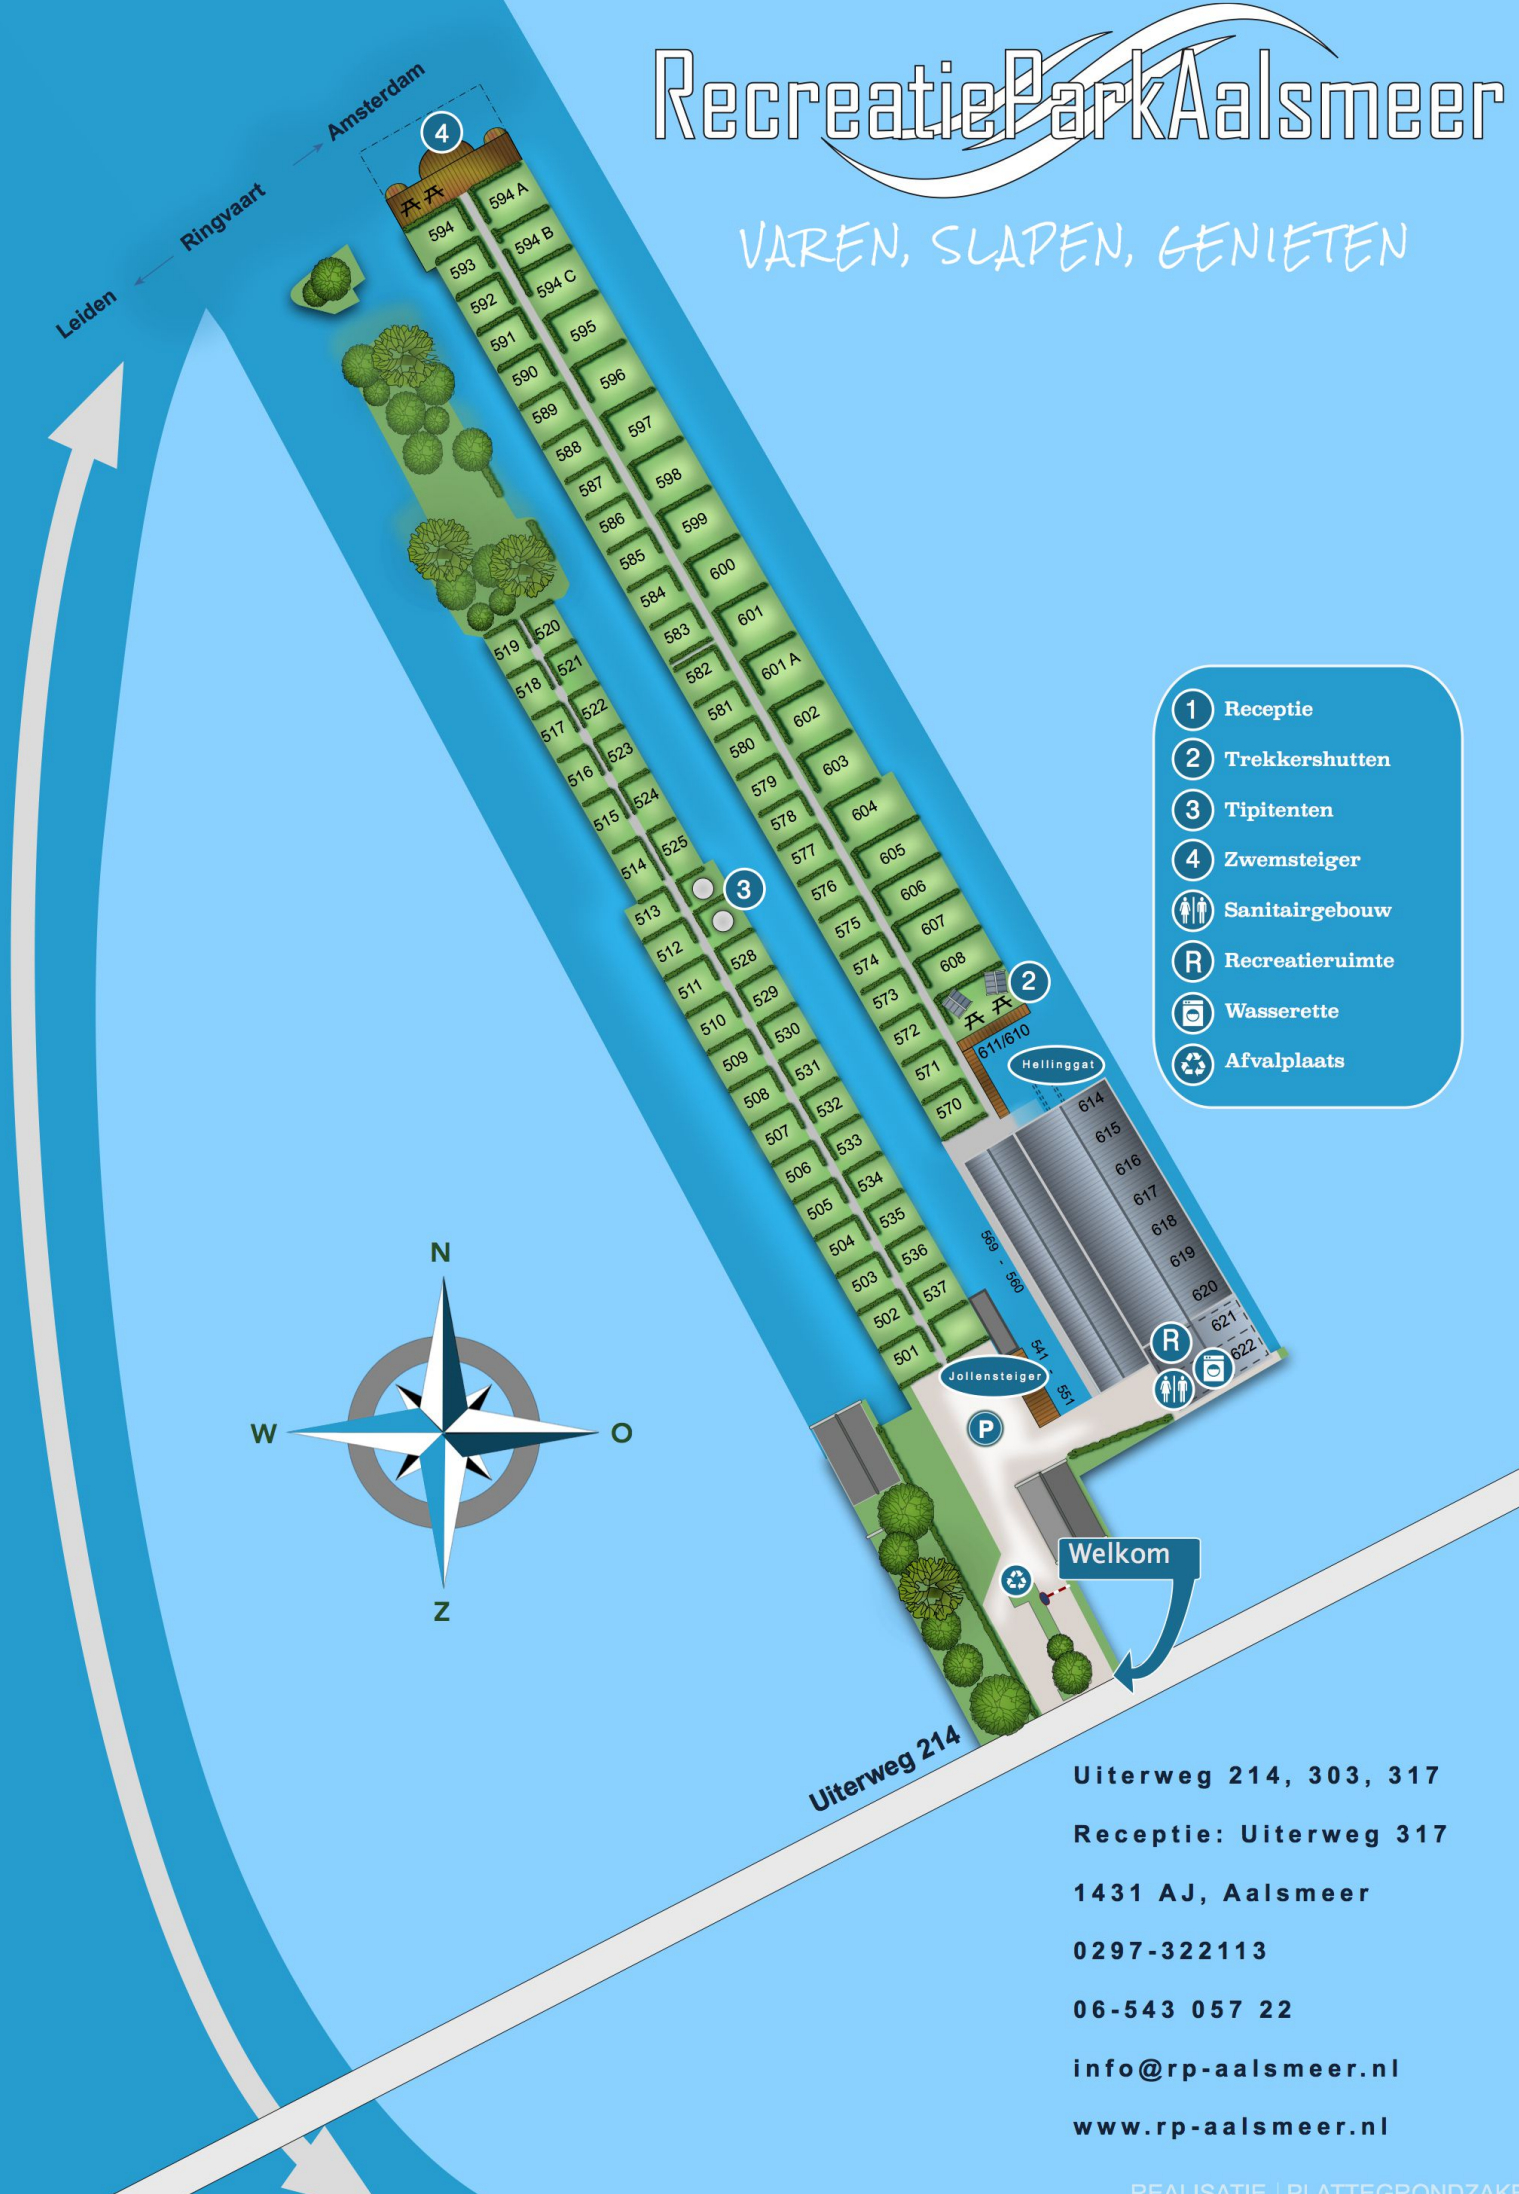 RecreatieParkAalsmeer
VAREN, SLAPEN, GENIETEN
Amsterdam
Ringvaart
Leiden
4
594
594 A
593
594 B
592
594 C
591
595
590
596
589
597
588
598
587
599
586
600
585
601
584
601 A
583
602
582
603
581
604
580
605
579
606
578
607
577
608
576
575
574
573
572
571
570
2
611/610
Hellinggat
519
520
518
521
517
522
516
523
515
524
514
525
513
3
512
528
511
529
510
530
509
531
508
532
507
533
506
534
505
535
504
536
503
537
502
501
614
615
616
617
618
619
620
621
622
569 - 560
541 - 551
Jollensteiger
R
P
Welkom
Uiterweg 214
1 Receptie
2 Trekkershutten
3 Tipitenten
4 Zwemsteiger
Sanitairgebouw
R Recreatieruimte
Wasserette
Afvalplaats
N
W
O
Z
Uiterweg 214, 303, 317
Receptie: Uiterweg 317
1431 AJ, Aalsmeer
0297-322113
06-543 057 22
info@rp-aalsmeer.nl
www.rp-aalsmeer.nl
REALISATIE | PLATTEGRONDZAKE